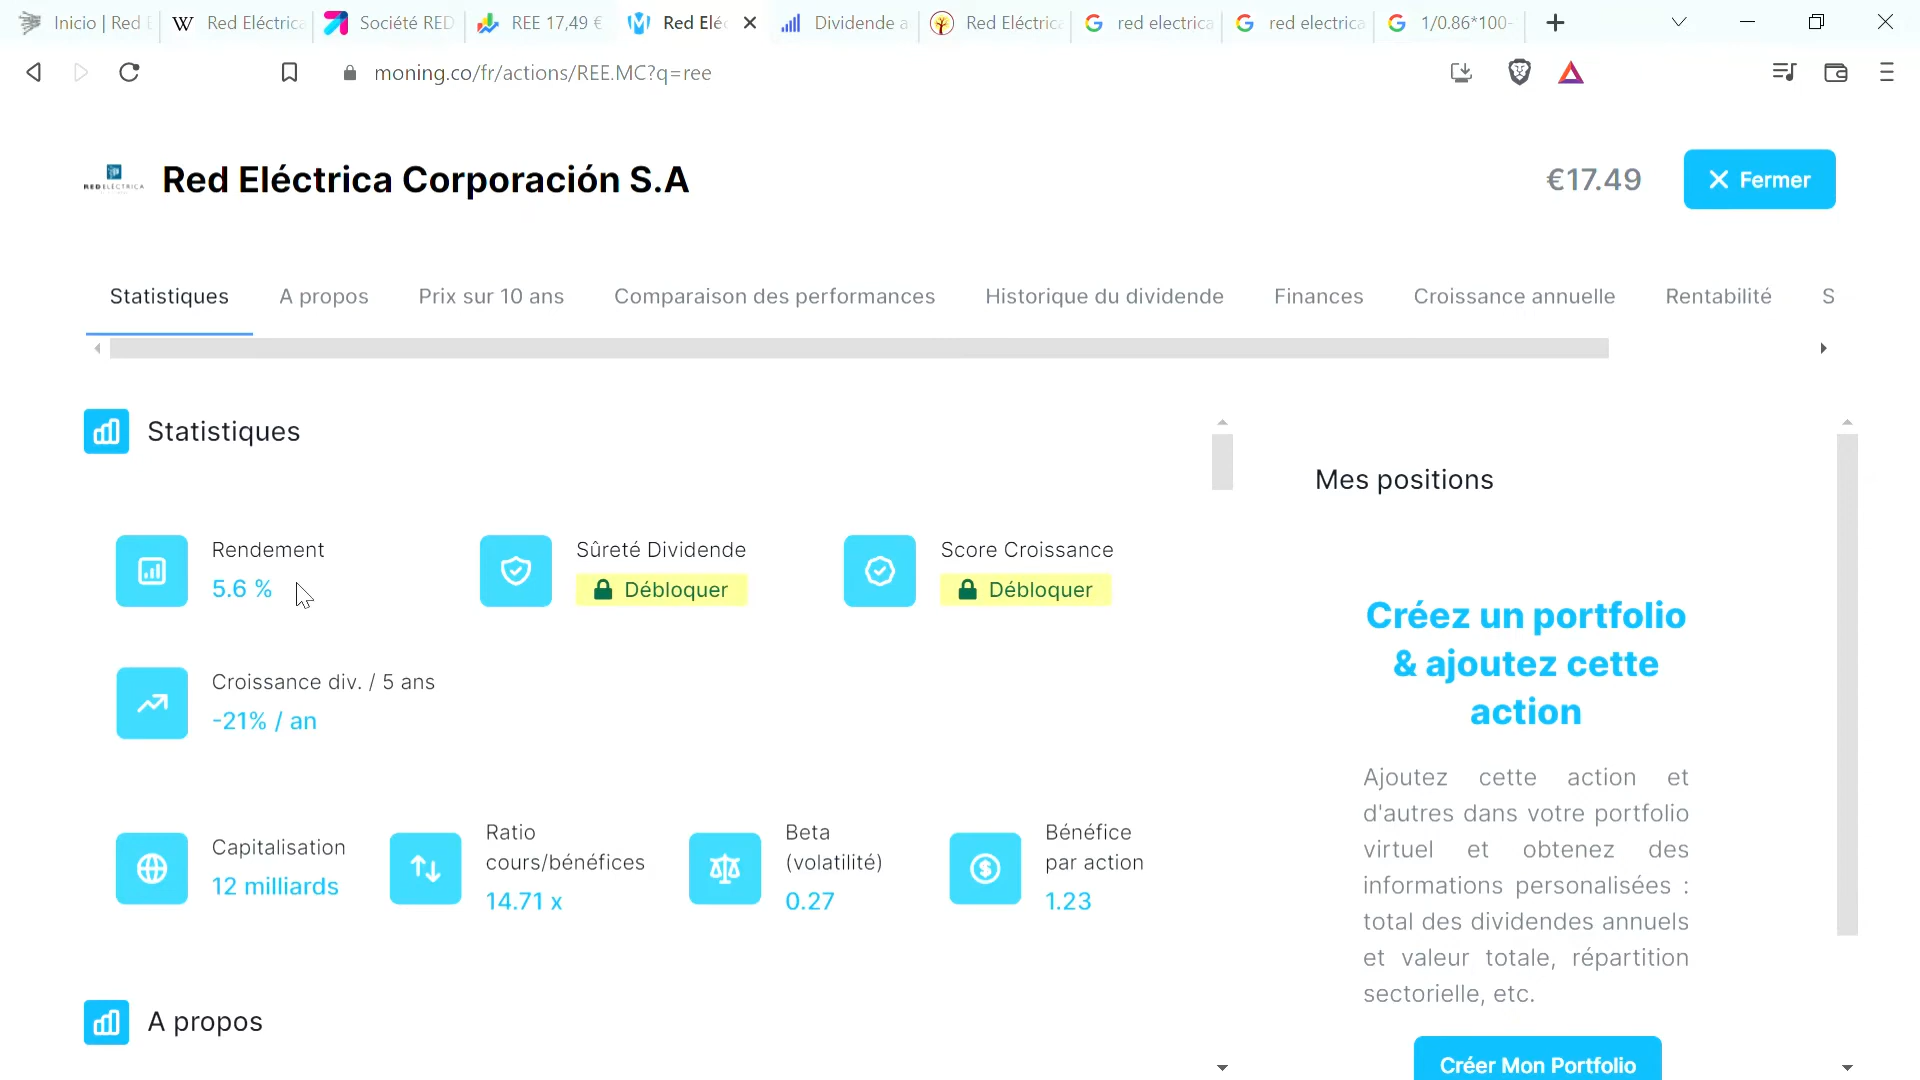 Inicio | Red E
Red Eléctrica
Société RED
REE 17,49 €
Red Eléc
Dividende a
Red Eléctrica
red electrica
red electrica
1/0.86*100-
moning.co/fr/actions/REE.MC?q=ree
RED ELÉCTRICA
Red Eléctrica Corporación S.A
€17.49
Fermer
Statistiques
A propos
Prix sur 10 ans
Comparaison des performances
Historique du dividende
Finances
Croissance annuelle
Rentabilité
S
Statistiques
Rendement
5.6 %
Sûreté Dividende
Débloquer
Score Croissance
Débloquer
Croissance div. / 5 ans
-21% / an
Capitalisation
12 milliards
Ratio
cours/bénéfices
14.71 x
Beta
(volatilité)
0.27
Bénéfice
par action
1.23
A propos
Mes positions
Créez un portfolio
& ajoutez cette
action
Ajoutez cette action et
d'autres dans votre portfolio
virtuel et obtenez des
informations personalisées :
total des dividendes annuels
et valeur totale, répartition
sectorielle, etc.
Créer Mon Portfolio